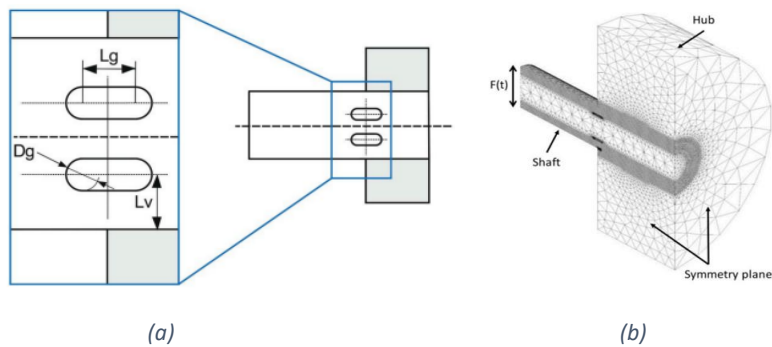 Lg
Dg
Lv
(a)
Hub
F(t)
Shaft
Symmetry plane
(b)